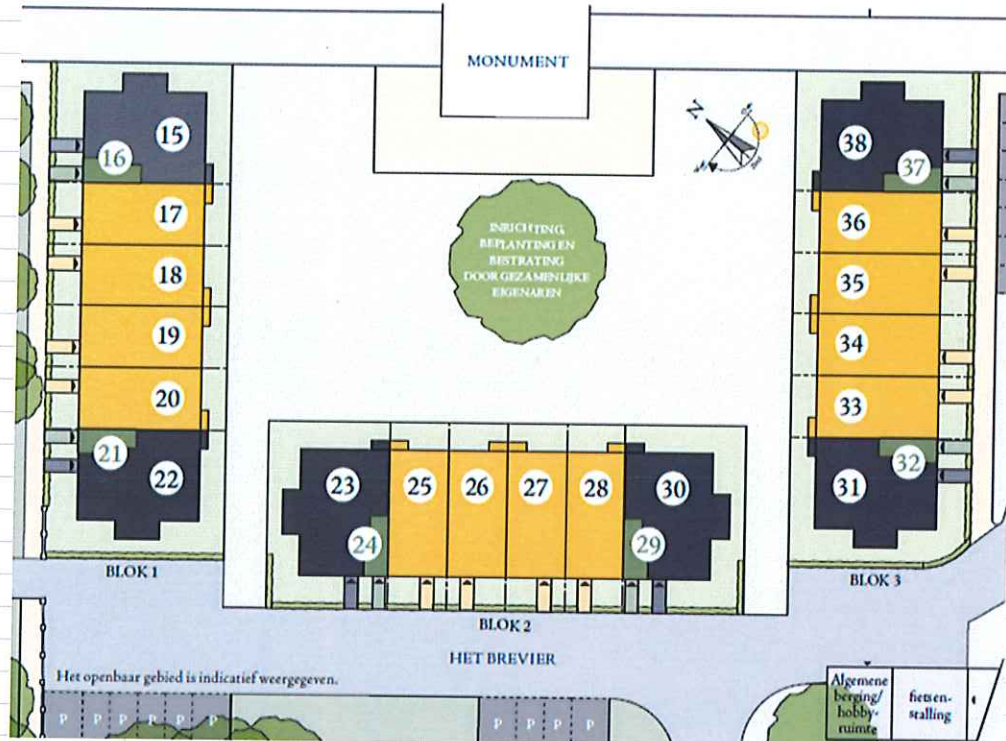 MONUMENT
N
15
16
17
18
19
20
21
22
BLOK 1
INRICHTING,
BEPLANTING EN
BESTRATING
DOOR GEZAMENLIJKE
EIGENAREN
38
37
36
35
34
33
32
31
BLOK 3
23
24
25
26
27
28
29
30
BLOK 2
HET BREVIER
Het openbaar gebied is indicatief weergegeven.
P P P P P P
P P P P
Algemene
berging/
hobby-
ruimte
fietsen-
stalling